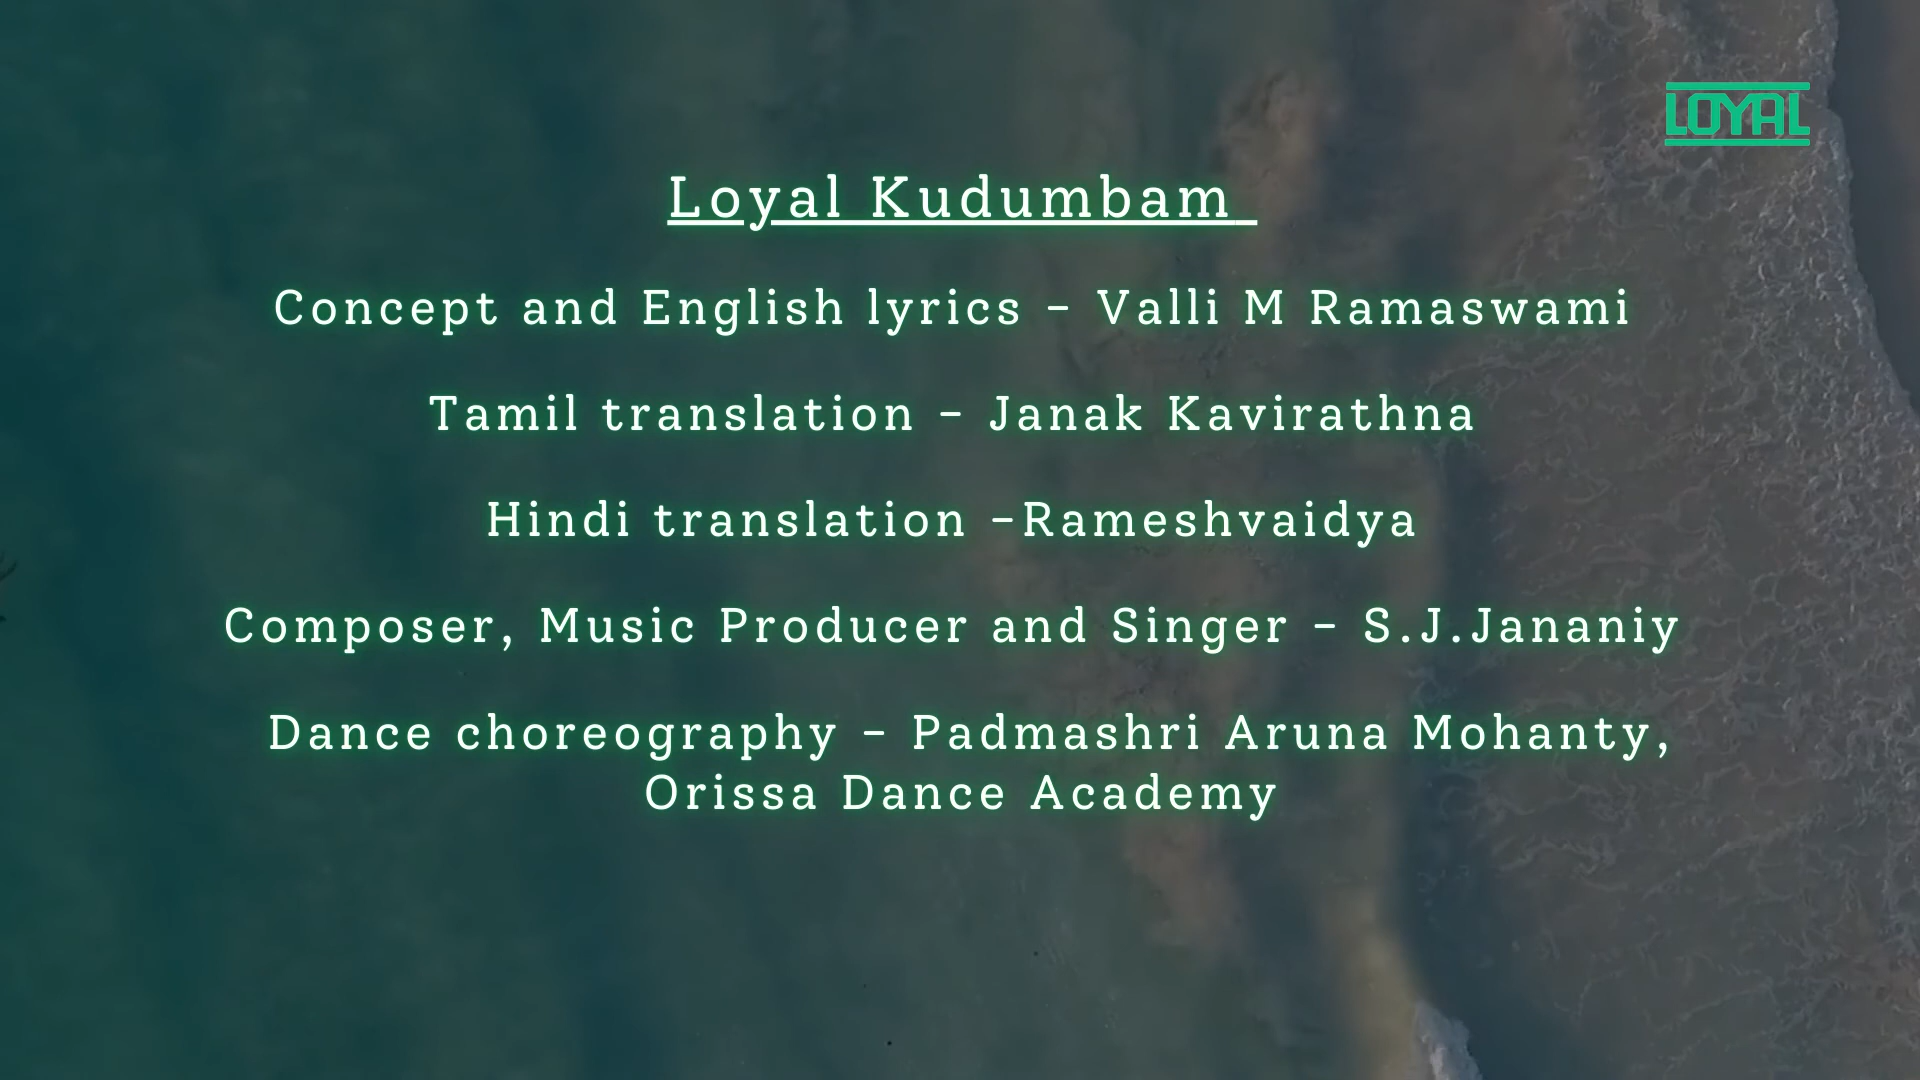 LOYAL
Loyal Kudumbam
Concept and English lyrics - Valli M Ramaswami
Tamil translation - Janak Kavirathna
Hindi translation -Rameshvaidya
Composer, Music Producer and Singer - S.J.Jananiy
Dance choreography - Padmashri Aruna Mohanty,
Orissa Dance Academy